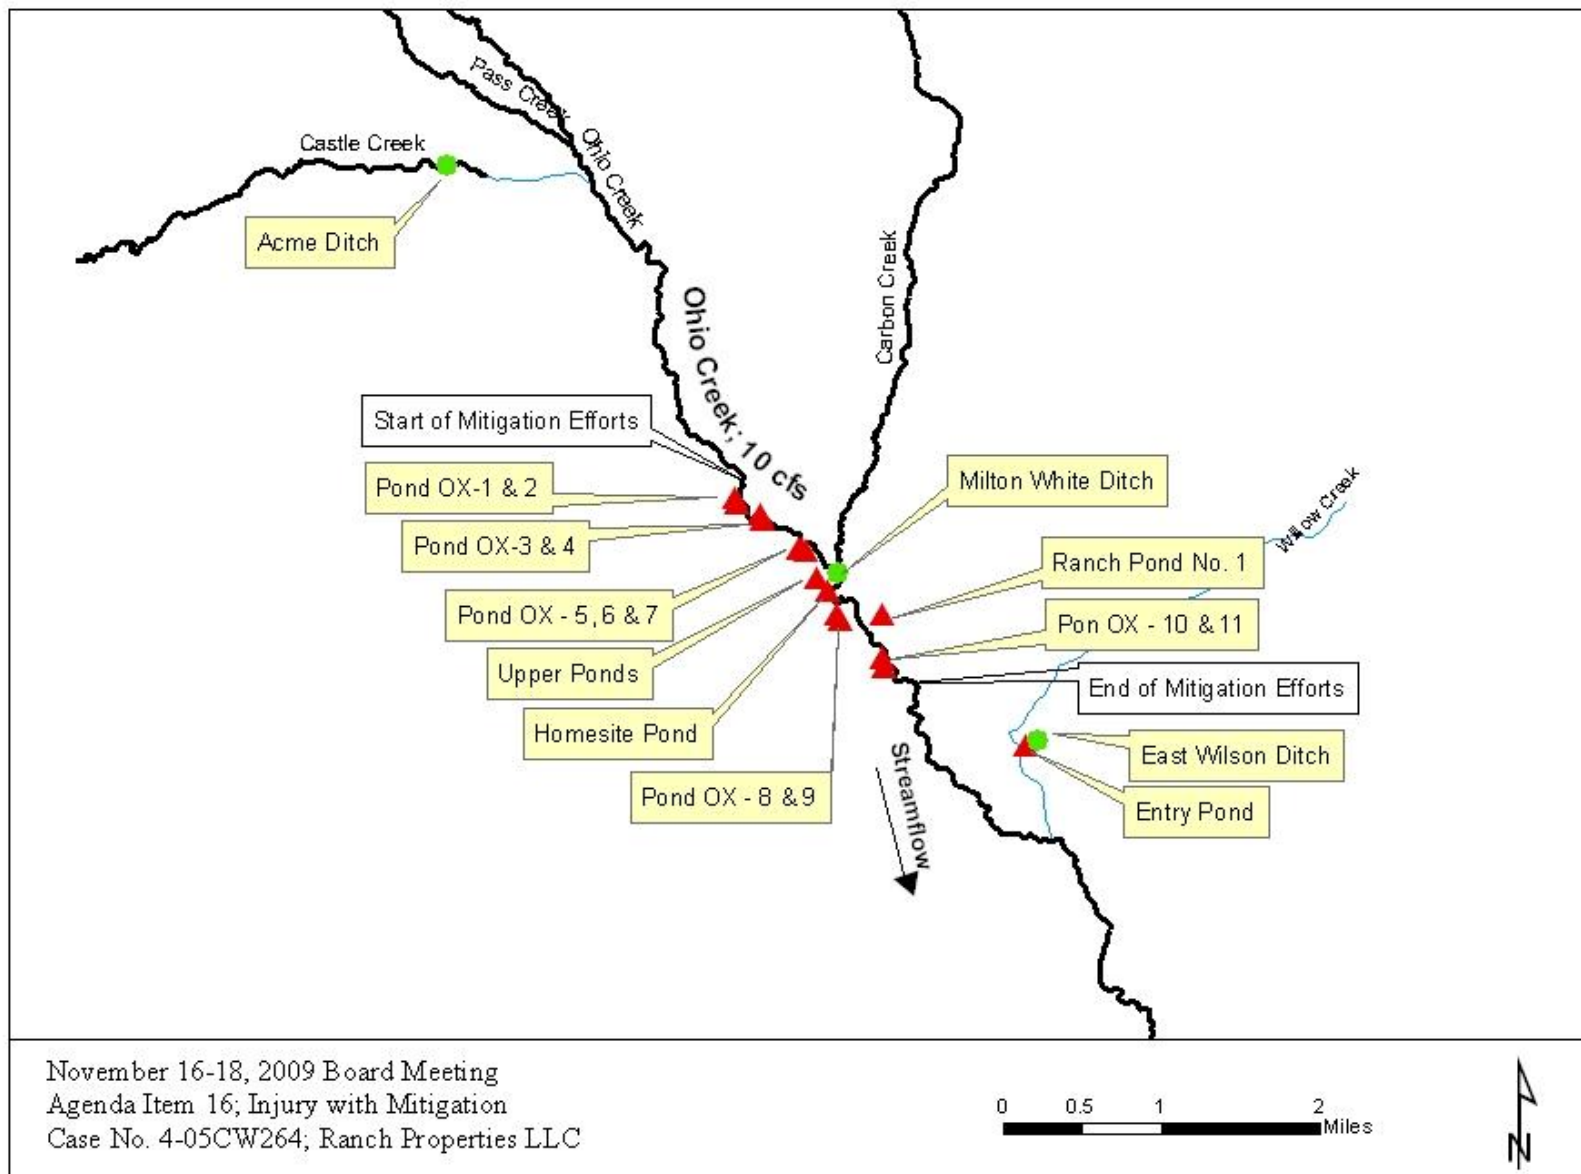 Pass Creek
Castle Creek
Ohio Creek
Acme Ditch
Carbon Creek
Ohio Creek; 10 cfs
Start of Mitigation Efforts
Milton White Ditch
Pond OX-1 & 2
Willow Creek
Pond OX-3 & 4
Ranch Pond No. 1
Pond OX - 5, 6 & 7
Pon OX - 10 & 11
Upper Ponds
End of Mitigation Efforts
Homesite Pond
East Wilson Ditch
Pond OX - 8 & 9
Entry Pond
Streamflow
November 16-18, 2009 Board Meeting
Agenda Item 16; Injury with Mitigation
Case No. 4-05CW264; Ranch Properties LLC
0 0.5 1 2
Miles
N